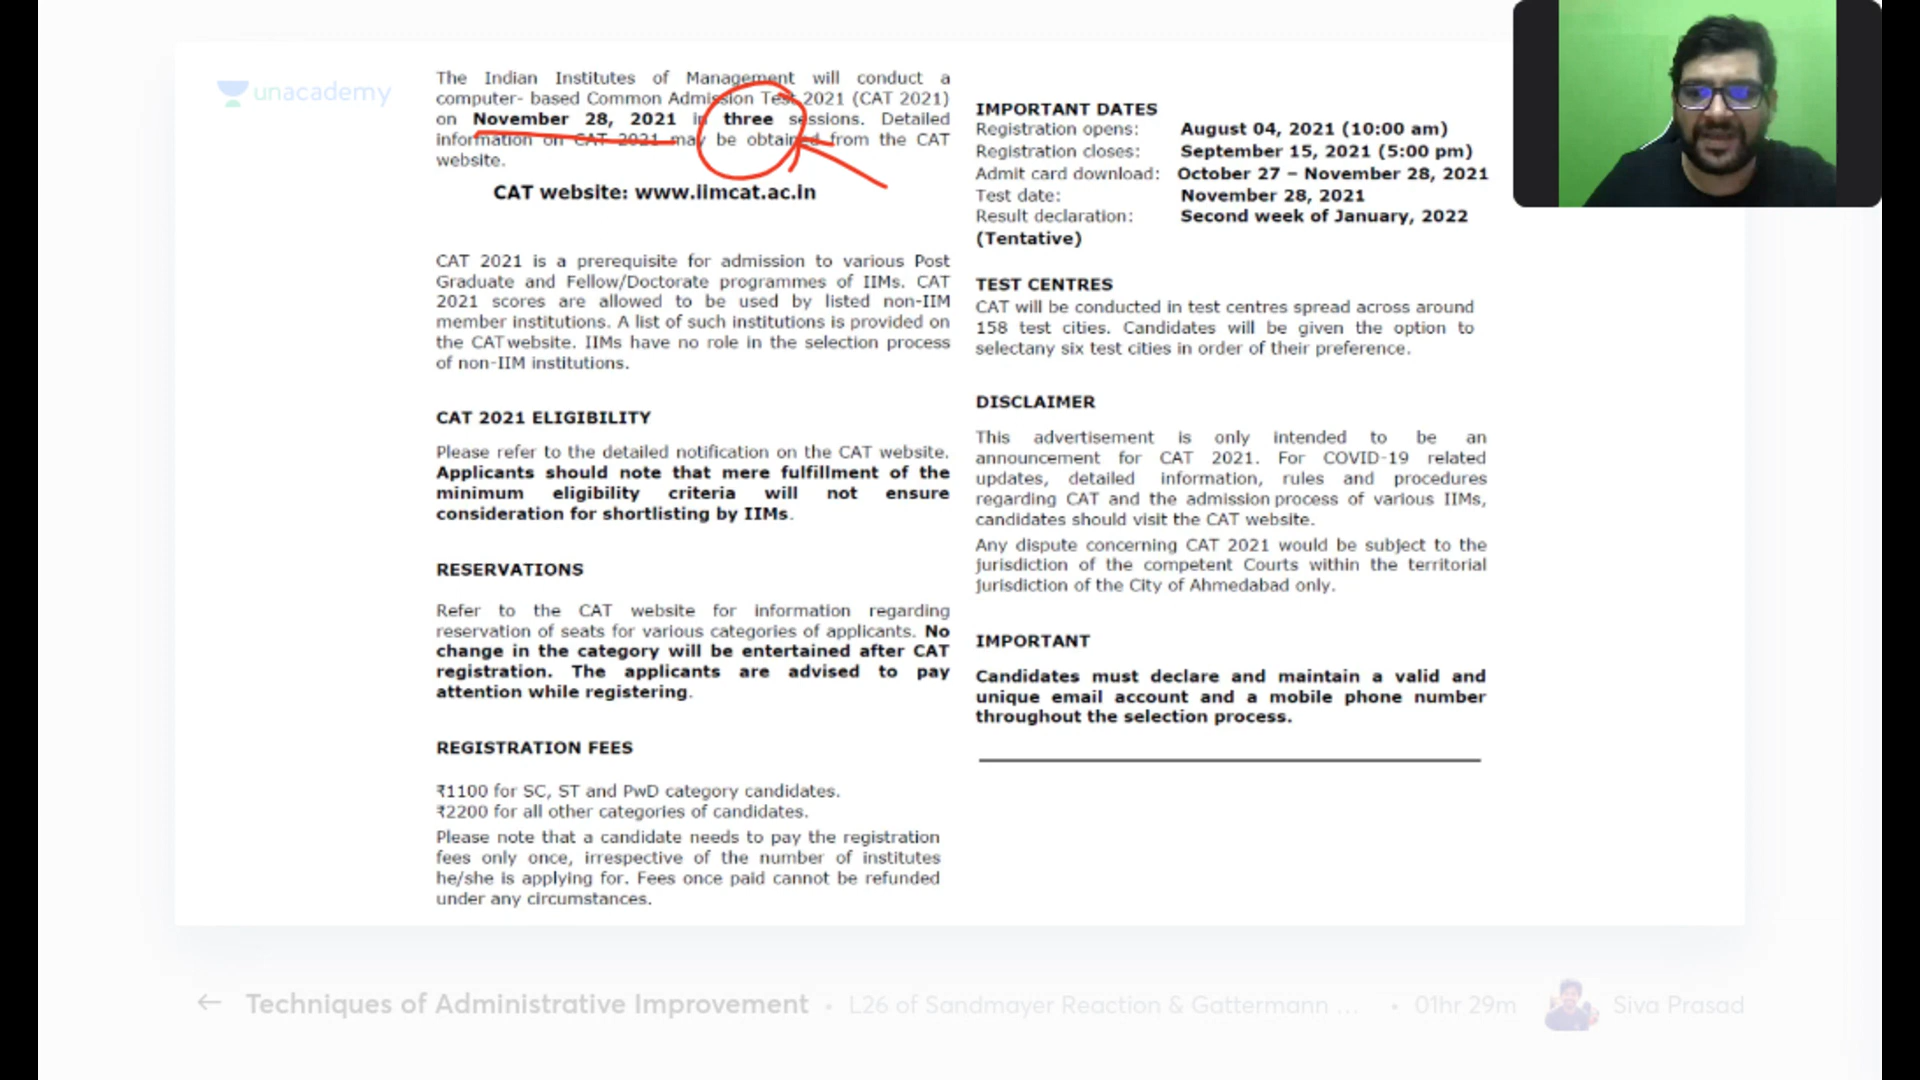 unacademy
The Indian Institutes of Management will conduct a
computer- based Common Admission Test 2021 (CAT 2021)
on November 28, 2021 in three sessions. Detailed
information on CAT 2021 may be obtained from the CAT
website.
CAT website: www.iimcat.ac.in
CAT 2021 is a prerequisite for admission to various Post
Graduate and Fellow/Doctorate programmes of IIMs. CAT
2021 scores are allowed to be used by listed non-IIM
member institutions. A list of such institutions is provided on
the CAT website. IIMs have no role in the selection process
of non-IIM institutions.
CAT 2021 ELIGIBILITY
Please refer to the detailed notification on the CAT website.
Applicants should note that mere fulfillment of the
minimum eligibility criteria will not ensure
consideration for shortlisting by IIMs.
RESERVATIONS
Refer to the CAT website for information regarding
reservation of seats for various categories of applicants. No
change in the category will be entertained after CAT
registration. The applicants are advised to pay
attention while registering.
REGISTRATION FEES
₹1100 for SC, ST and PwD category candidates.
₹2200 for all other categories of candidates.
Please note that a candidate needs to pay the registration
fees only once, irrespective of the number of institutes
he/she is applying for. Fees once paid cannot be refunded
under any circumstances.
IMPORTANT DATES
Registration opens: August 04, 2021 (10:00 am)
Registration closes: September 15, 2021 (5:00 pm)
Admit card download: October 27 – November 28, 2021
Test date: November 28, 2021
Result declaration: Second week of January, 2022
(Tentative)
TEST CENTRES
CAT will be conducted in test centres spread across around
158 test cities. Candidates will be given the option to
selectany six test cities in order of their preference.
DISCLAIMER
This advertisement is only intended to be an
announcement for CAT 2021. For COVID-19 related
updates, detailed information, rules and procedures
regarding CAT and the admission process of various IIMs,
candidates should visit the CAT website.
Any dispute concerning CAT 2021 would be subject to the
jurisdiction of the competent Courts within the territorial
jurisdiction of the City of Ahmedabad only.
IMPORTANT
Candidates must declare and maintain a valid and
unique email account and a mobile phone number
throughout the selection process.
Techniques of Administrative Improvement • L26 of Sandmayer Reaction & Gattermann ... • 01hr 29m Siva Prasad